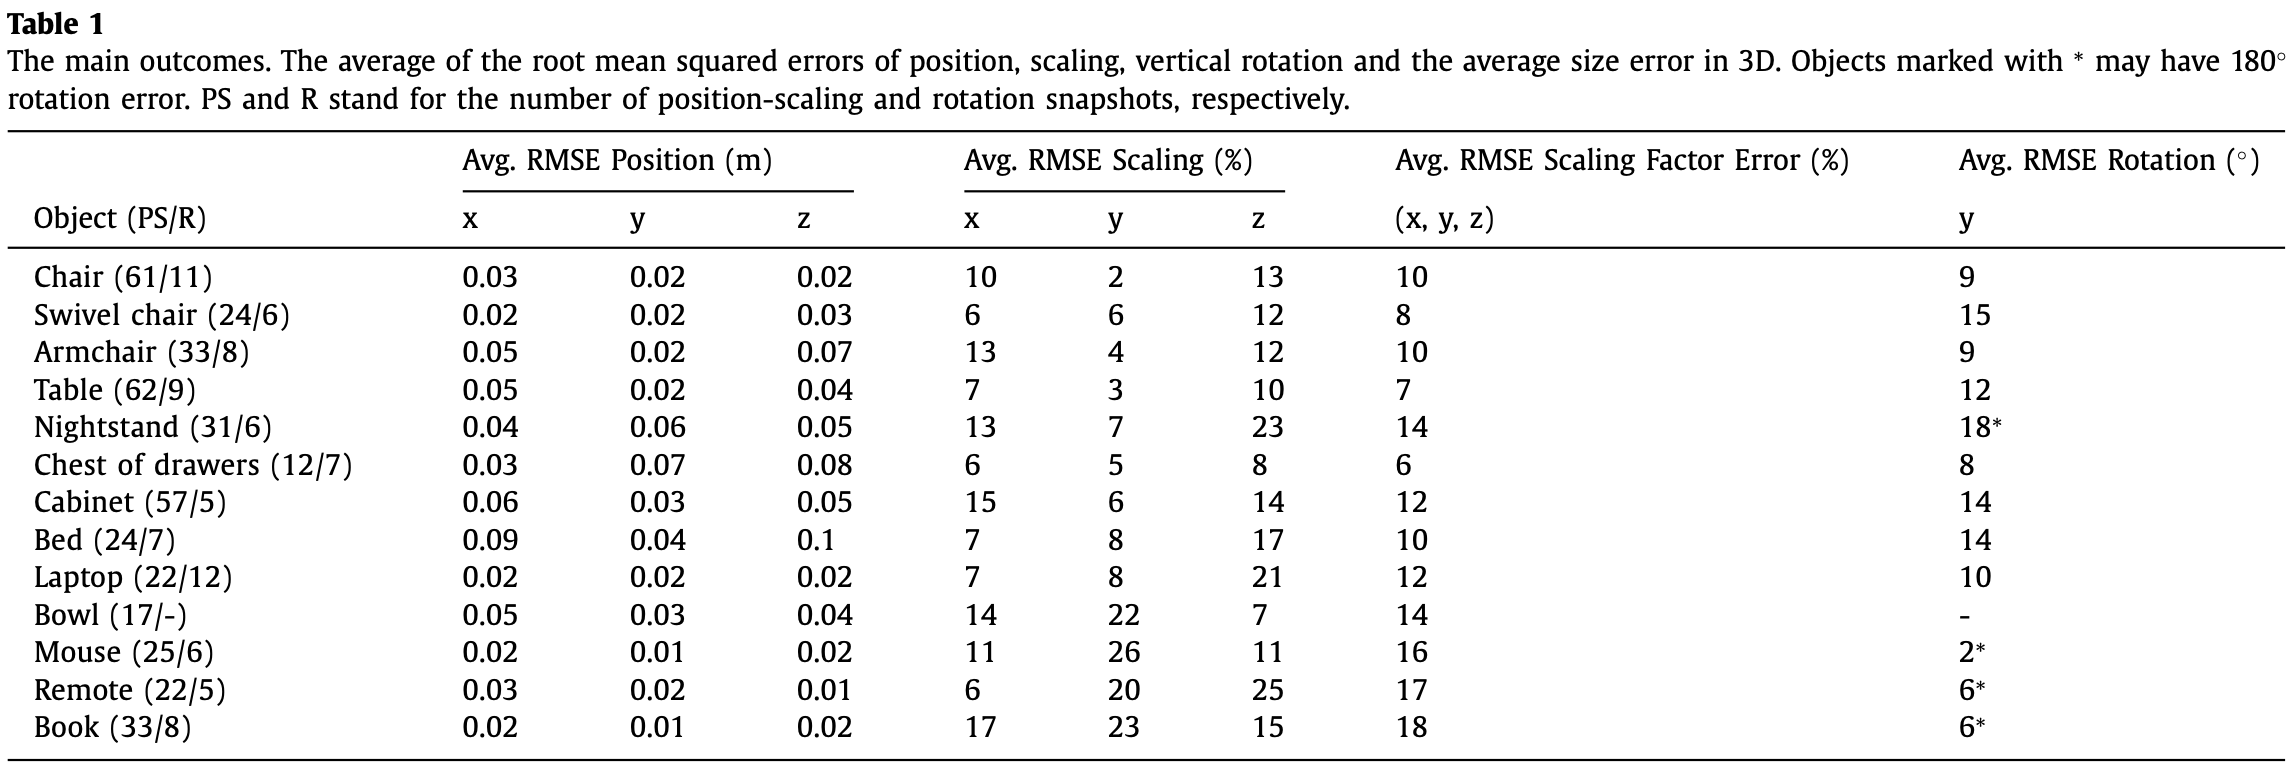 Table 1
The main outcomes. The average of the root mean squared errors of position, scaling, vertical rotation and the average size error in 3D. Objects marked with * may have 180°
rotation error. PS and R stand for the number of position-scaling and rotation snapshots, respectively.
Avg. RMSE Position (m) Avg. RMSE Scaling (%) Avg. RMSE Scaling Factor Error (%) Avg. RMSE Rotation (°)
Object (PS/R) x y z x y z (x, y, z) y
Chair (61/11) 0.03 0.02 0.02 10 2 13 10 9
Swivel chair (24/6) 0.02 0.02 0.03 6 6 12 8 15
Armchair (33/8) 0.05 0.02 0.07 13 4 12 10 9
Table (62/9) 0.05 0.02 0.04 7 3 10 7 12
Nightstand (31/6) 0.04 0.06 0.05 13 7 23 14 18*
Chest of drawers (12/7) 0.03 0.07 0.08 6 5 8 6 8
Cabinet (57/5) 0.06 0.03 0.05 15 6 14 12 14
Bed (24/7) 0.09 0.04 0.1 7 8 17 10 14
Laptop (22/12) 0.02 0.02 0.02 7 8 21 12 10
Bowl (17/-) 0.05 0.03 0.04 14 22 7 14 -
Mouse (25/6) 0.02 0.01 0.02 11 26 11 16 2*
Remote (22/5) 0.03 0.02 0.01 6 20 25 17 6*
Book (33/8) 0.02 0.01 0.02 17 23 15 18 6*